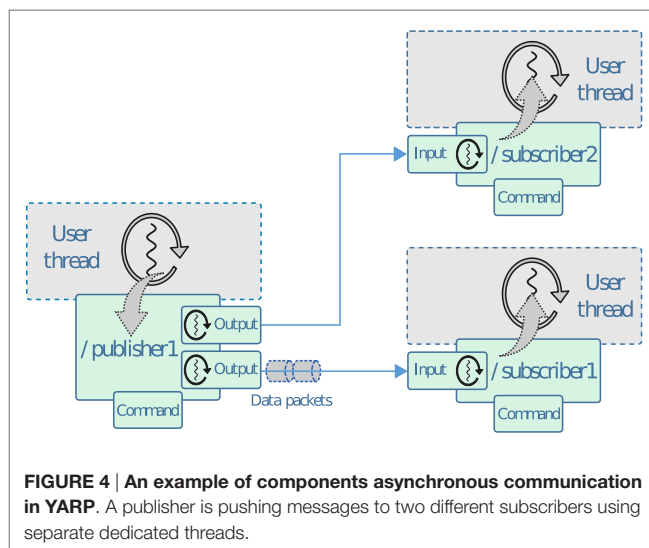 User
thread
Input
/ subscriber2
Command
User
thread
/ publisher1
Output
Output
Command
Data packets
User
thread
Input
/ subscriber1
Command
FIGURE 4 | An example of components asynchronous communication
in YARP. A publisher is pushing messages to two different subscribers using
separate dedicated threads.